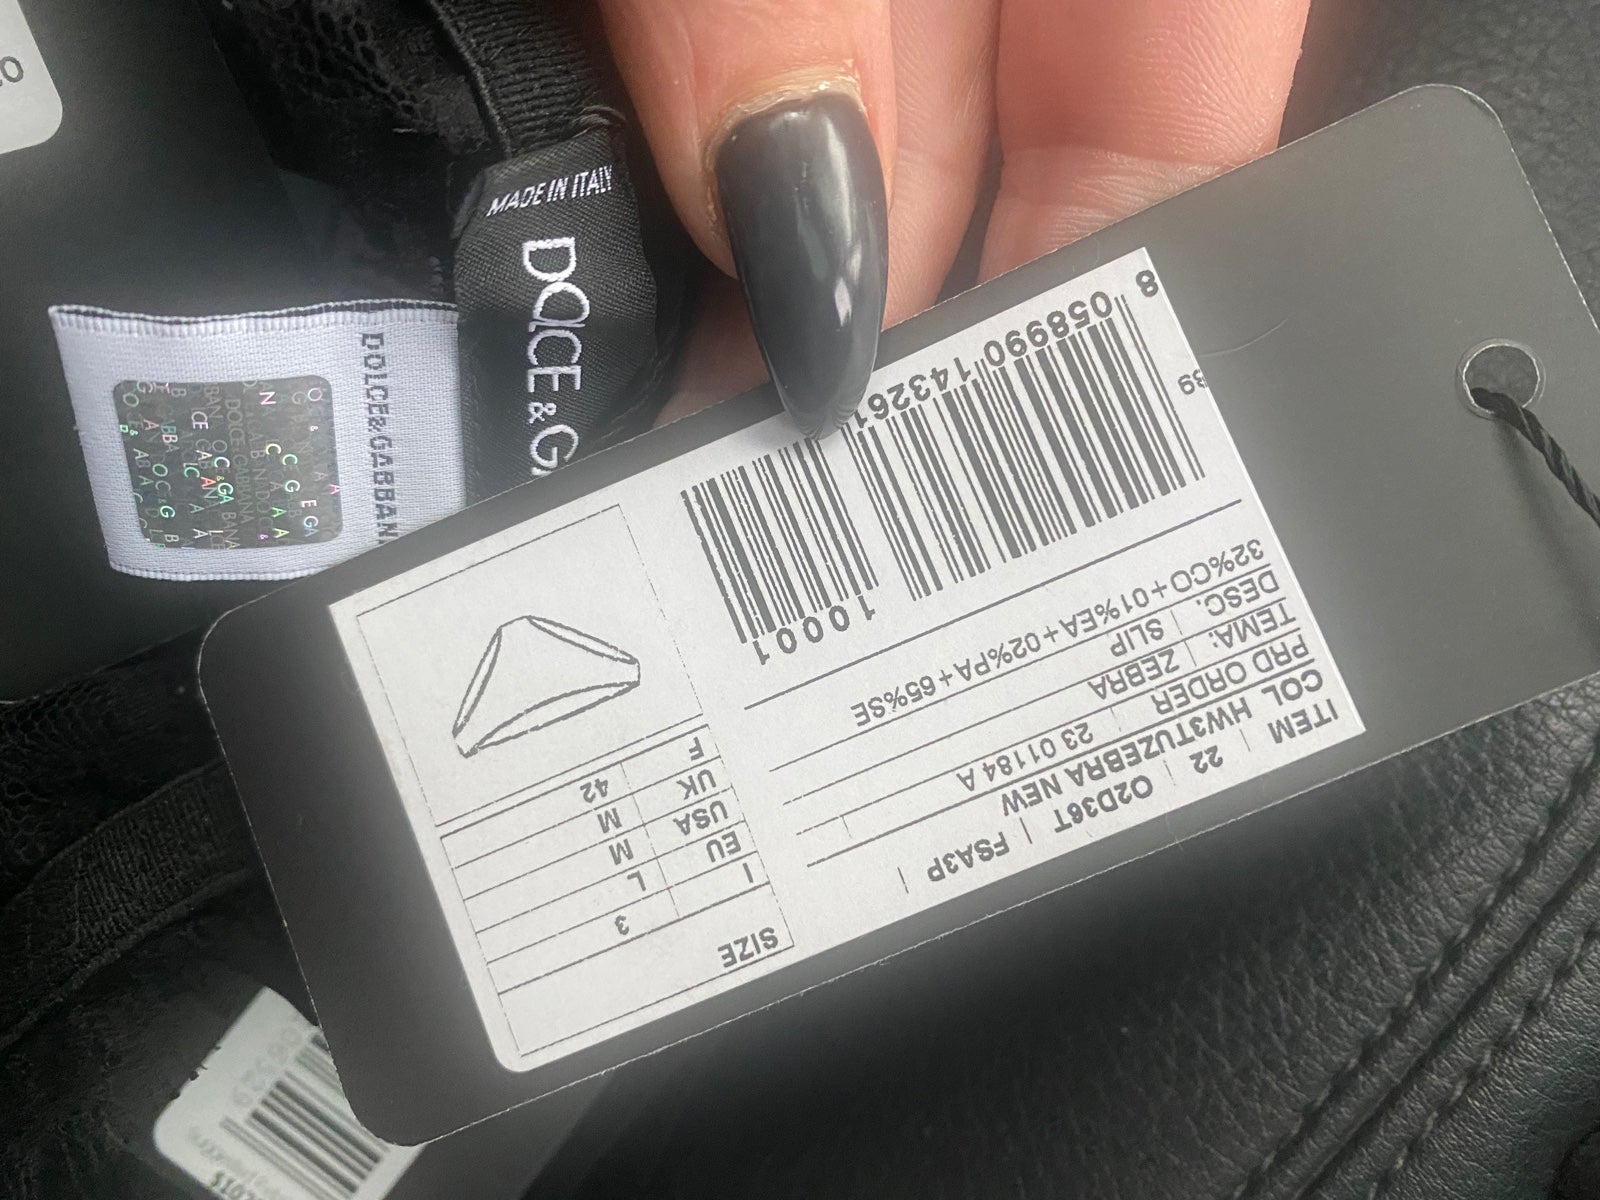 MADE IN ITALY
DOLCE&GA
DOLCE&GABBAN
ITEM O2D36T FSA3P
COL HW3TUZEBRA NEW
PRD ORDER 23 01184 A
TEMA: ZEBRA
DESC. SLIP
32%CO+01%EA+02%PA+65%SE
22
39
8 058990 143261
10001
SIZE
I 3
EU L
USA M
UK M
F 42